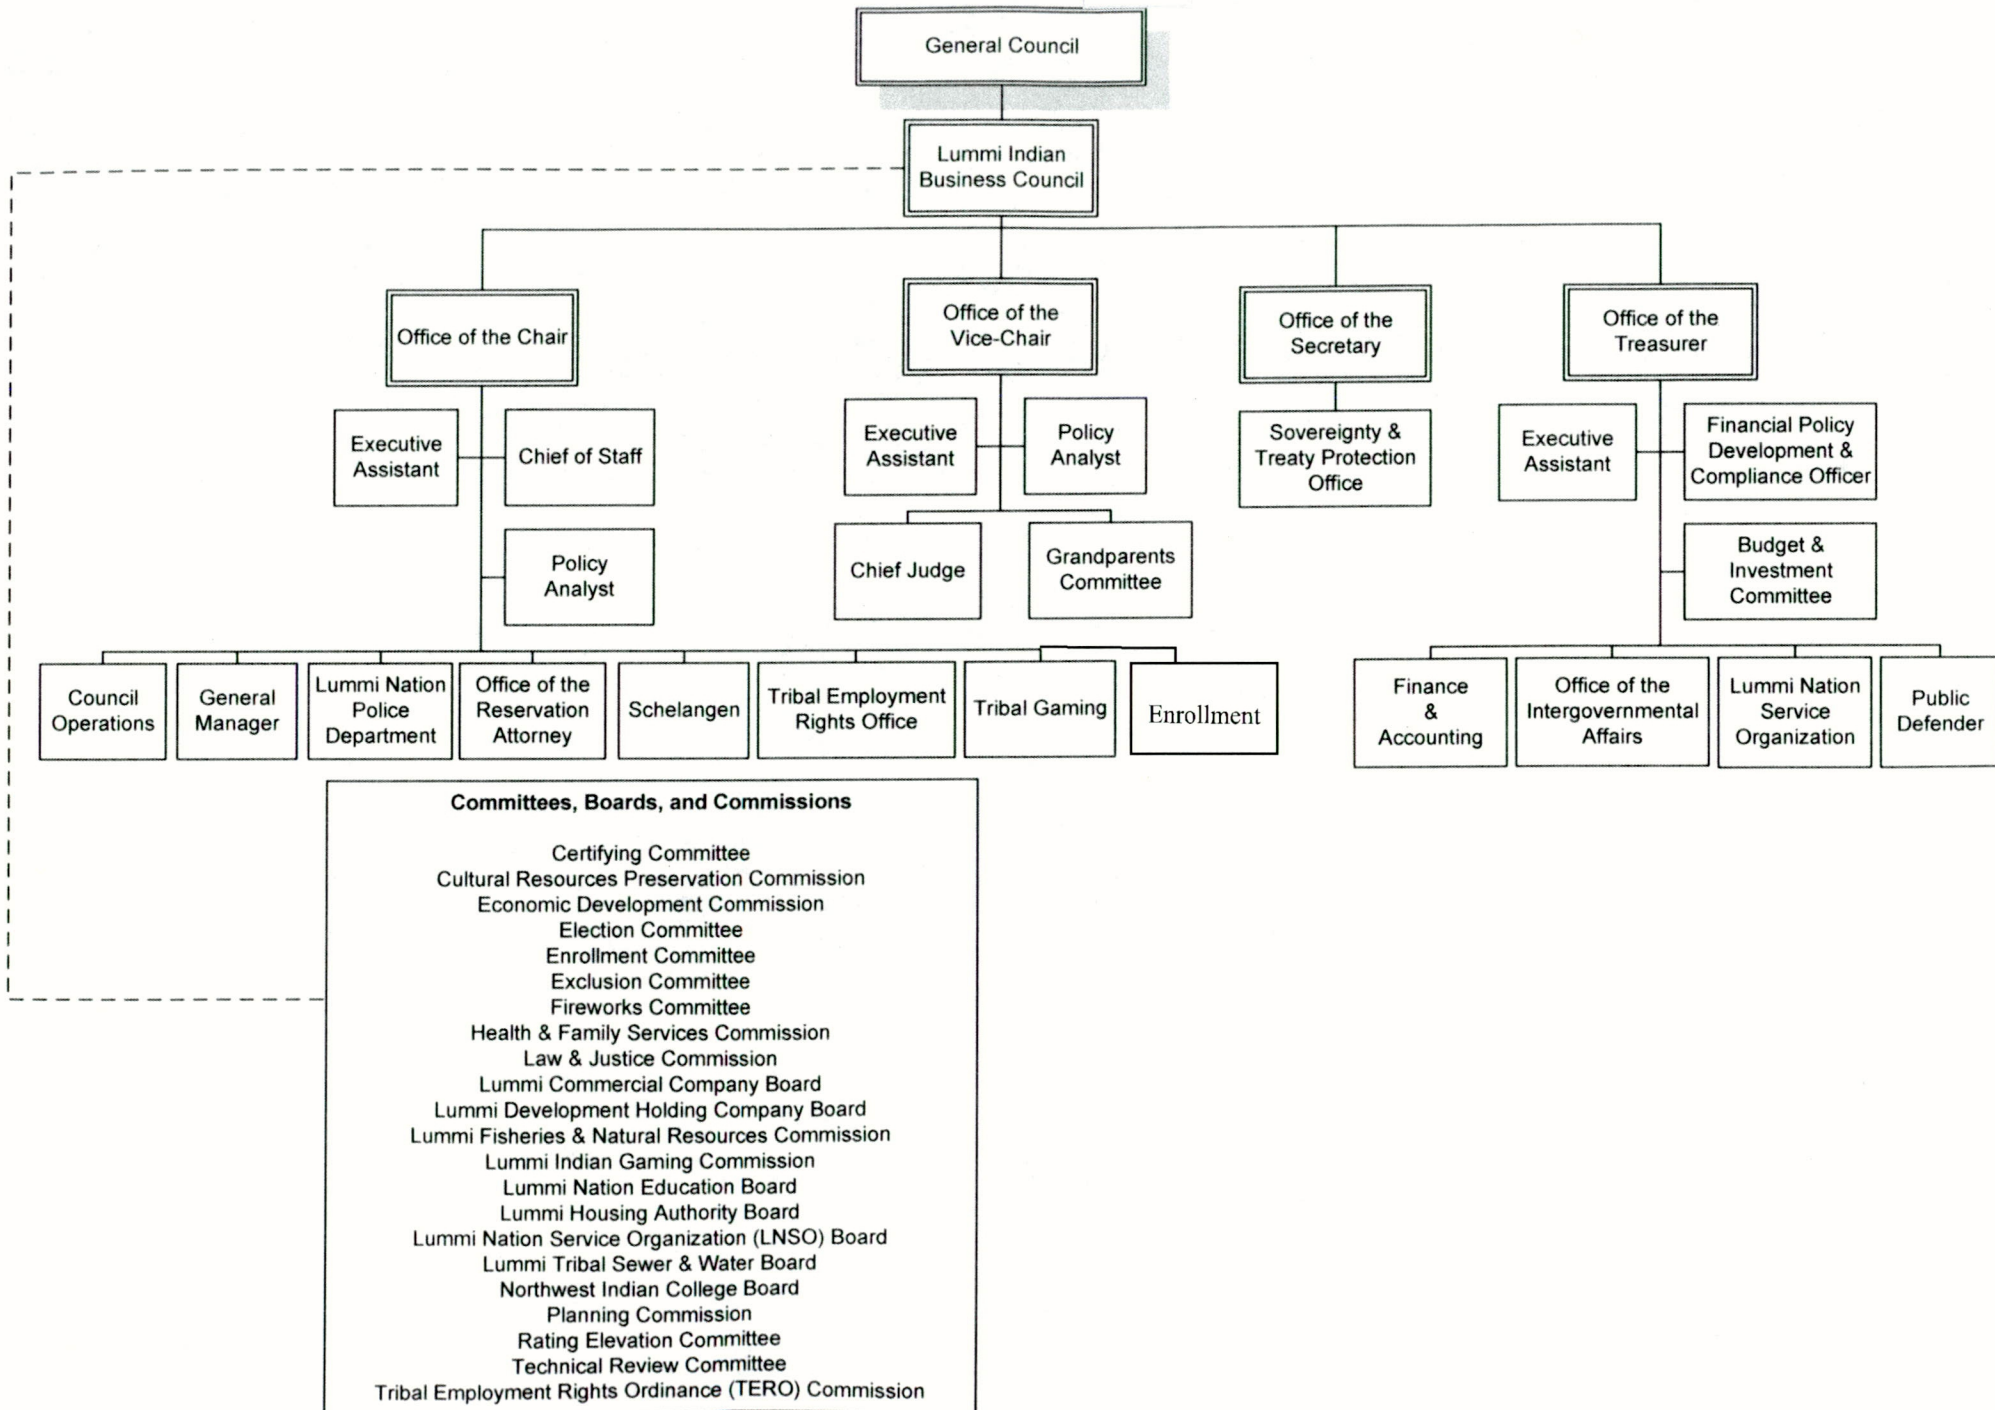 General Council
Lummi Indian
Business Council
Office of the Chair
Office of the
Vice-Chair
Office of the
Secretary
Office of the
Treasurer
Executive
Assistant
Chief of Staff
Policy
Analyst
Executive
Assistant
Policy
Analyst
Chief Judge
Grandparents
Committee
Sovereignty &
Treaty Protection
Office
Executive
Assistant
Financial Policy
Development &
Compliance Officer
Budget &
Investment
Committee
Council
Operations
General
Manager
Lummi Nation
Police
Department
Office of the
Reservation
Attorney
Schelangen
Tribal Employment
Rights Office
Tribal Gaming
Enrollment
Finance
&
Accounting
Office of the
Intergovernmental
Affairs
Lummi Nation
Service
Organization
Public
Defender
Committees, Boards, and Commissions
Certifying Committee
Cultural Resources Preservation Commission
Economic Development Commission
Election Committee
Enrollment Committee
Exclusion Committee
Fireworks Committee
Health & Family Services Commission
Law & Justice Commission
Lummi Commercial Company Board
Lummi Development Holding Company Board
Lummi Fisheries & Natural Resources Commission
Lummi Indian Gaming Commission
Lummi Nation Education Board
Lummi Housing Authority Board
Lummi Nation Service Organization (LNSO) Board
Lummi Tribal Sewer & Water Board
Northwest Indian College Board
Planning Commission
Rating Elevation Committee
Technical Review Committee
Tribal Employment Rights Ordinance (TERO) Commission